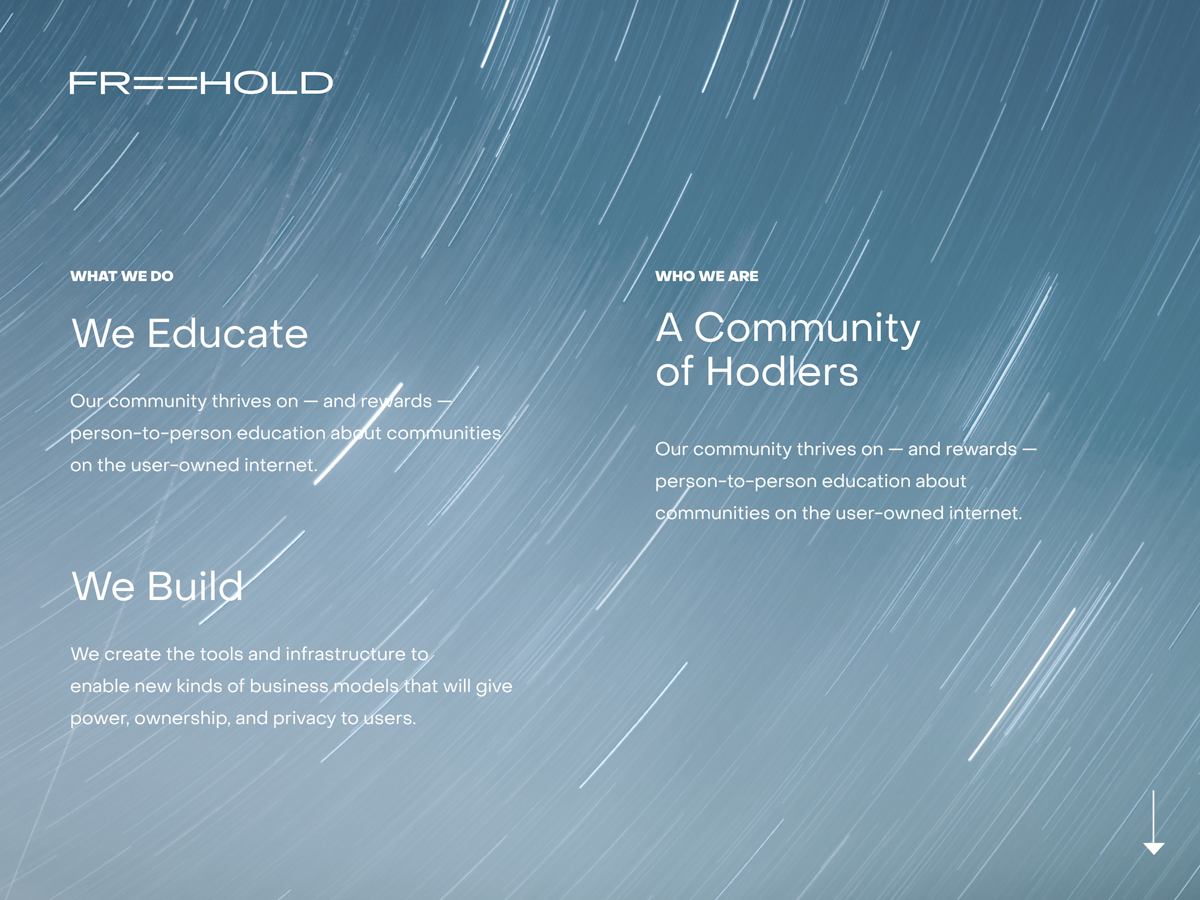 FR==HOLD
WHAT WE DO
We Educate
Our community thrives on — and rewards —
person-to-person education about communities
on the user-owned internet.
We Build
We create the tools and infrastructure to
enable new kinds of business models that will give
power, ownership, and privacy to users.
WHO WE ARE
A Community
of Hodlers
Our community thrives on — and rewards —
person-to-person education about
communities on the user-owned internet.